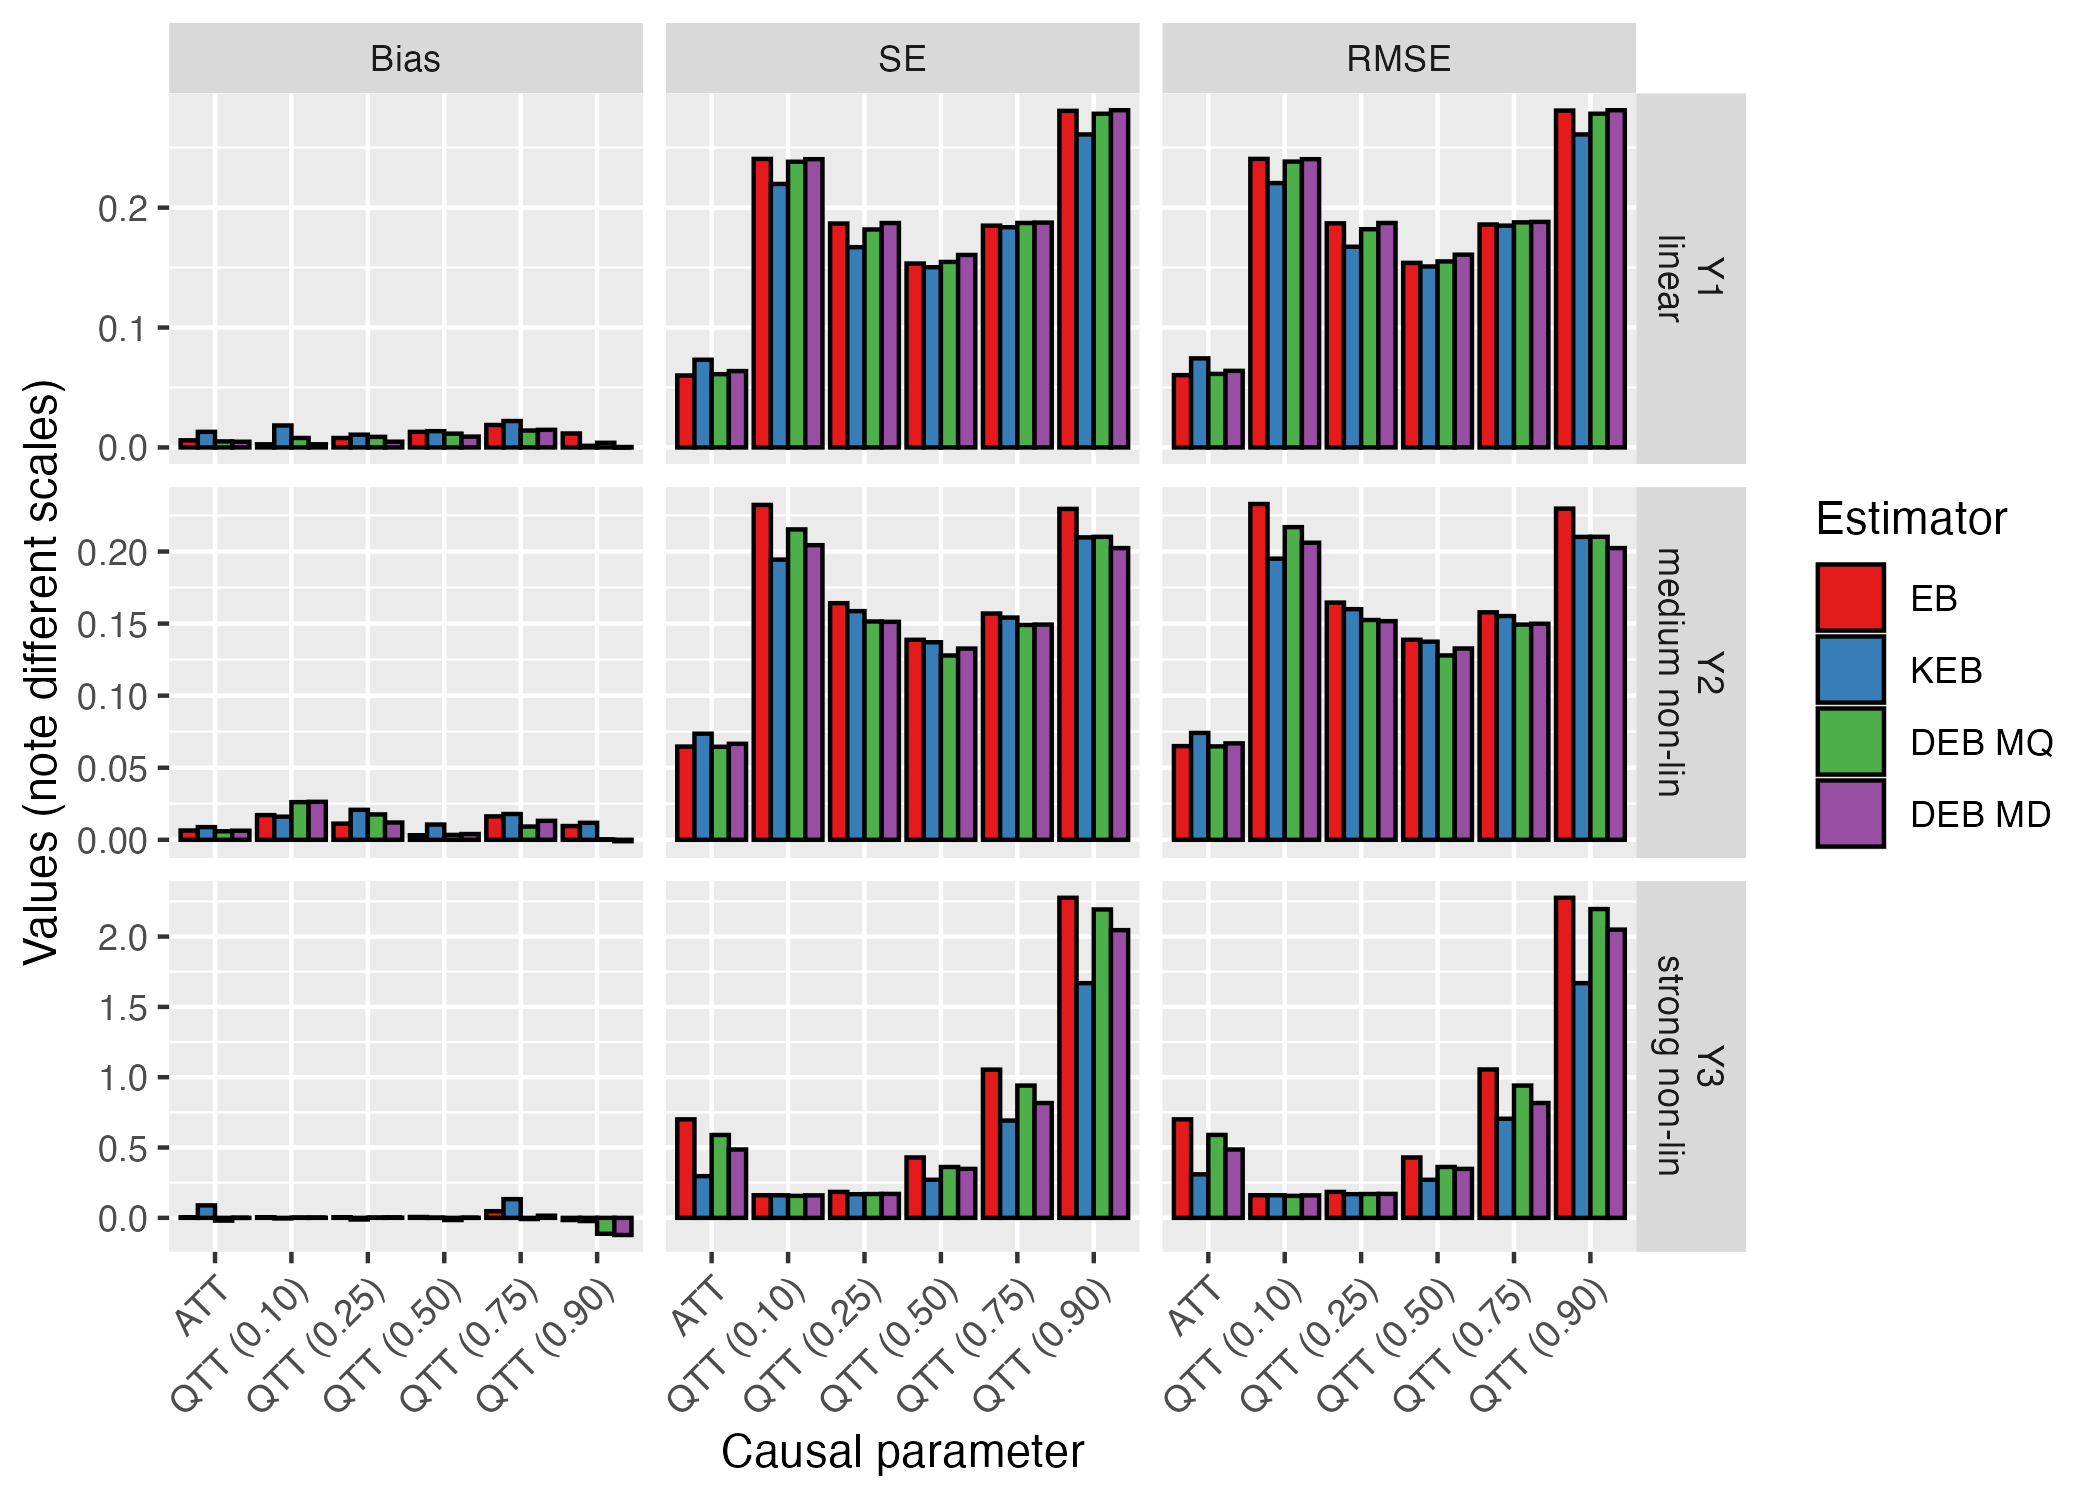 Bias
SE
RMSE
Values (note different scales)
0.2
0.1
0.0
Y1
linear
0.20
0.15
0.10
0.05
0.00
Y2
medium non-lin
2.0
1.5
1.0
0.5
0.0
Y3
strong non-lin
ATT
QTT (0.10)
QTT (0.25)
QTT (0.50)
QTT (0.75)
QTT (0.90)
ATT
QTT (0.10)
QTT (0.25)
QTT (0.50)
QTT (0.75)
QTT (0.90)
ATT
QTT (0.10)
QTT (0.25)
QTT (0.50)
QTT (0.75)
QTT (0.90)
Causal parameter
Estimator
EB
KEB
DEB MQ
DEB MD